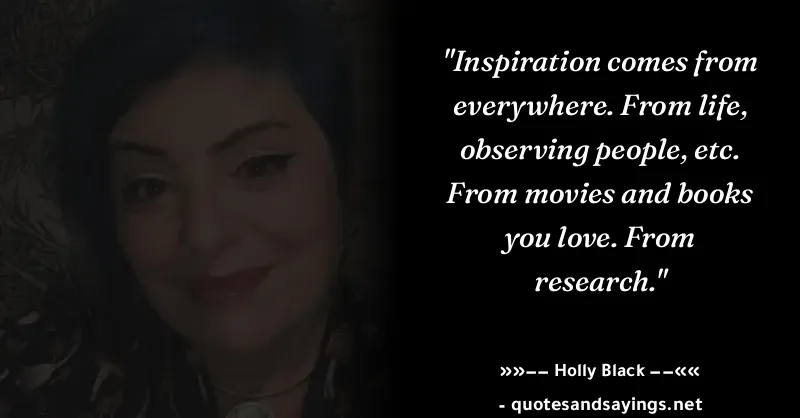 "Inspiration comes from
everywhere. From life,
observing people, etc.
From movies and books
you love. From
research."
»»–– Holly Black ––««
- quotesandsayings.net